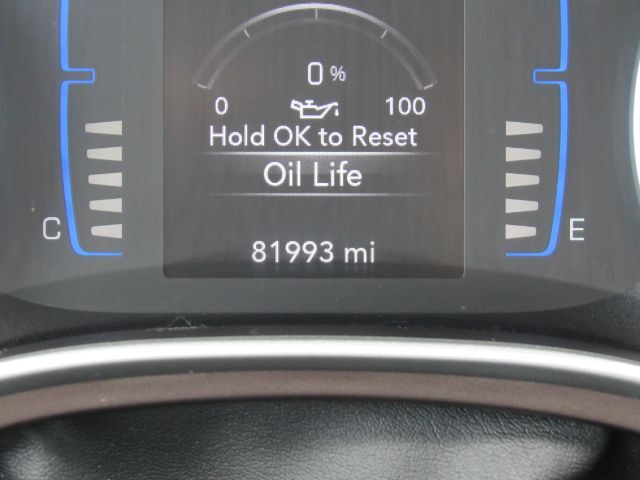 0 %
0 100
Hold OK to Reset
Oil Life
C E
81993 mi